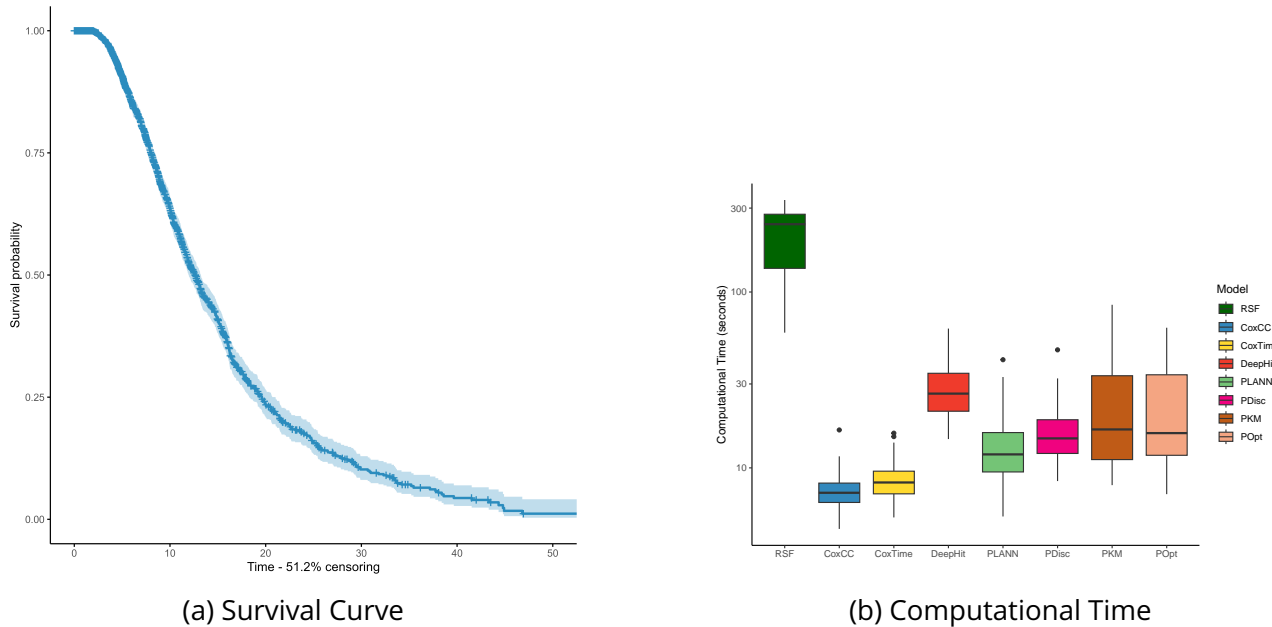 1.00
0.75
0.50
0.25
0.00
Survival probability
0
10
20
30
40
50
Time - 51.2% censoring
(a) Survival Curve
300
100
30
10
Computational Time (seconds)
RSF
CoxCC
CoxTime
DeepHit
PLANN
PDisc
PKM
POpt
Model
RSF
CoxCC
CoxTim
DeepHi
PLANN
PDisc
PKM
POpt
(b) Computational Time